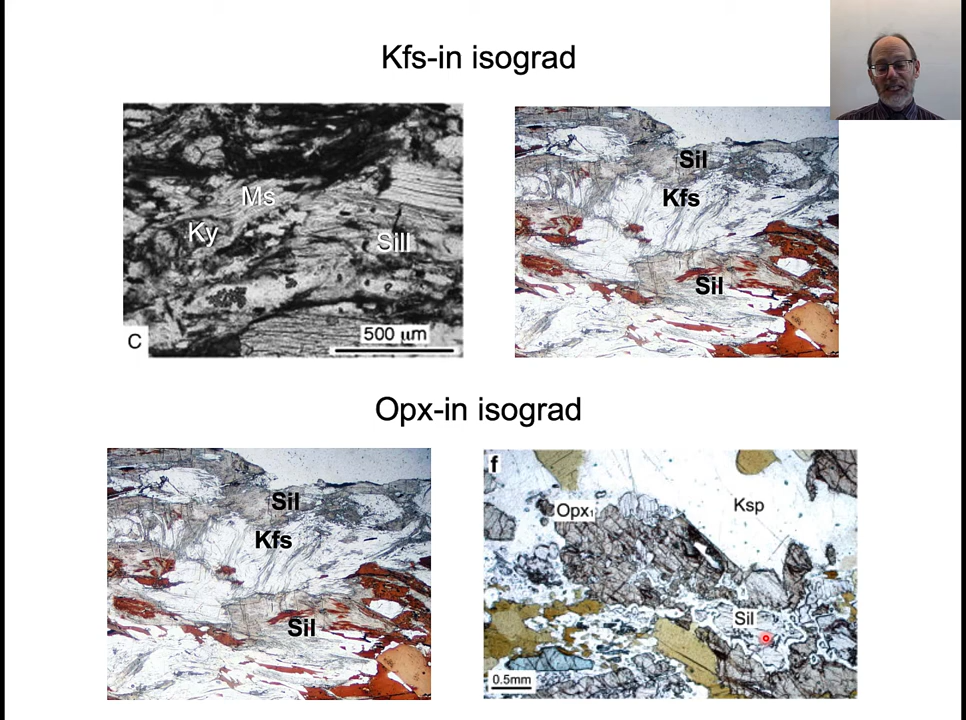 Kfs-in isograd
Ms
Ky
Sill
C
500 µm
Sil
Kfs
Sil
Opx-in isograd
Sil
Kfs
Sil
f
Opx₁
Ksp
Sil
0.5mm